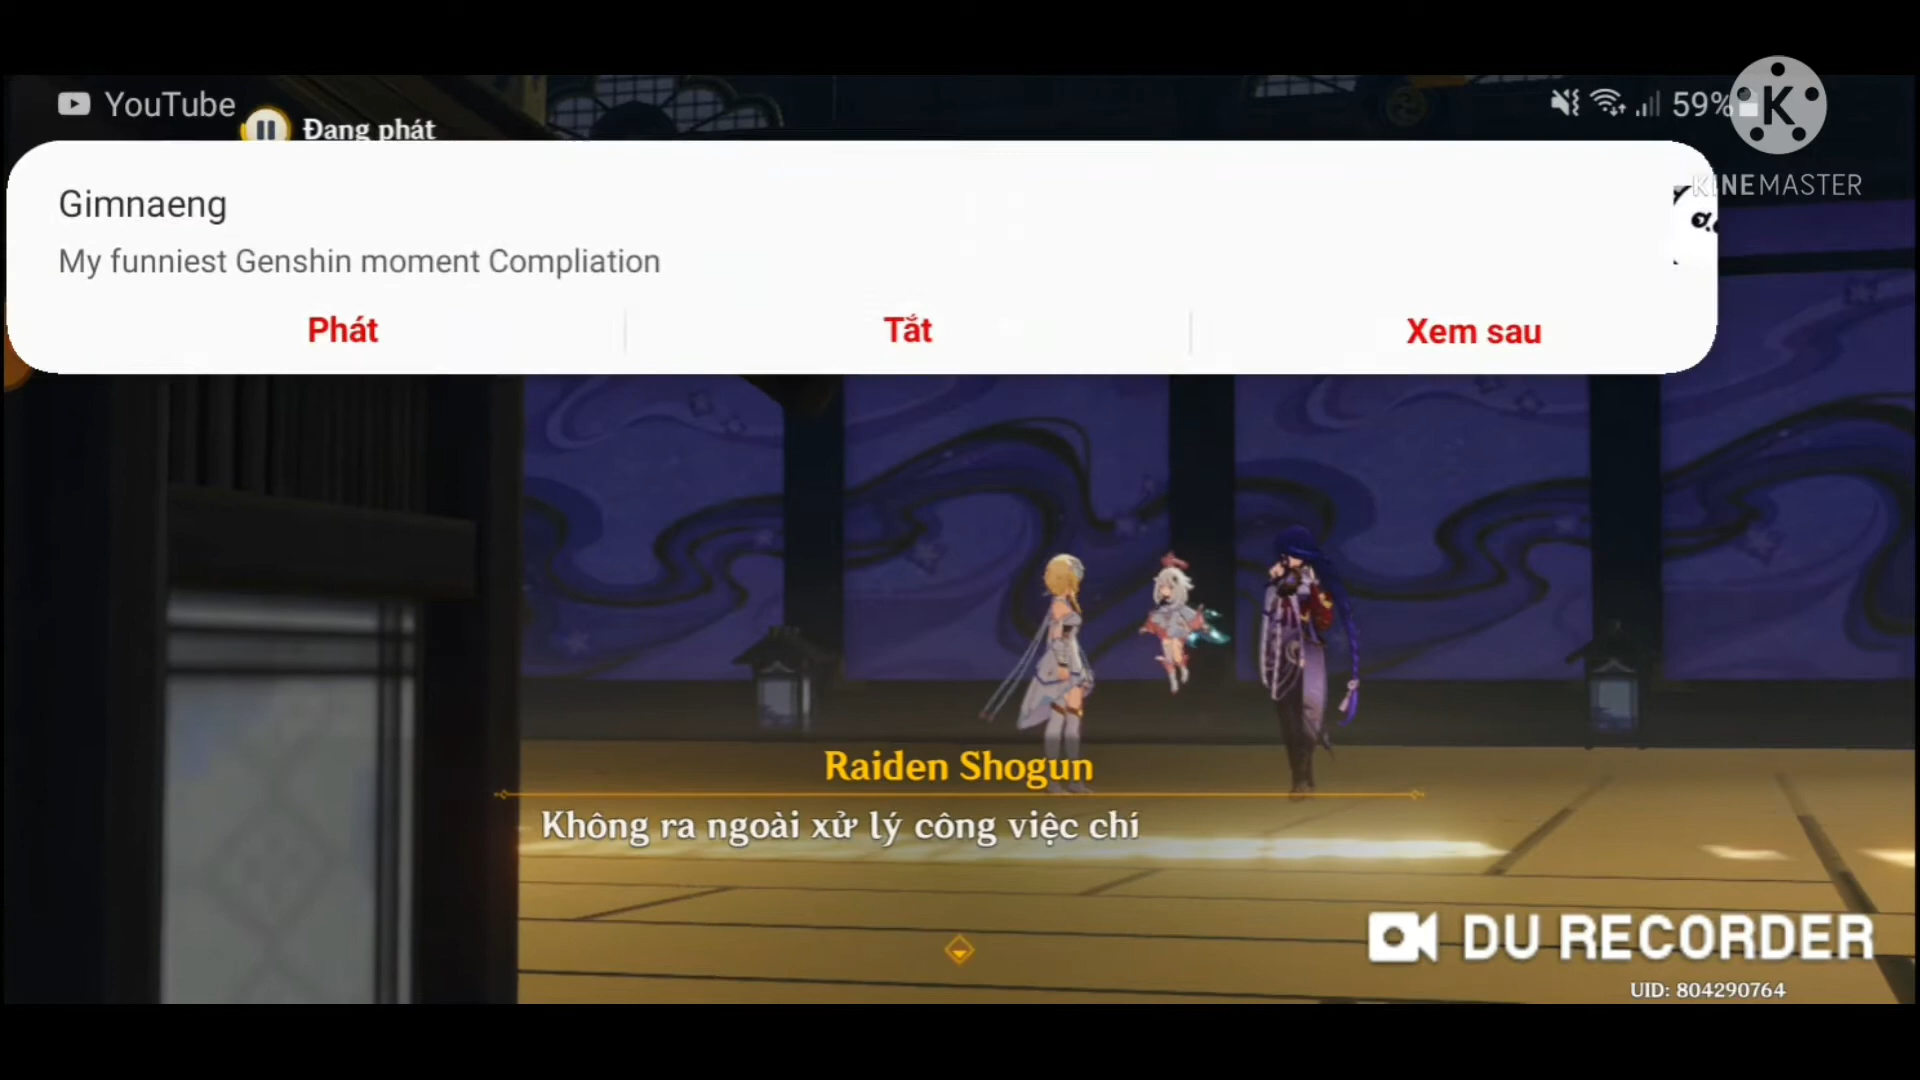 YouTube
59%
Đang phát
KINEMASTER
Gimnaeng
My funniest Genshin moment Compliation
Phát
Tắt
Xem sau
Raiden Shogun
Không ra ngoài xử lý công việc chí
DU RECORDER
UID: 804290764